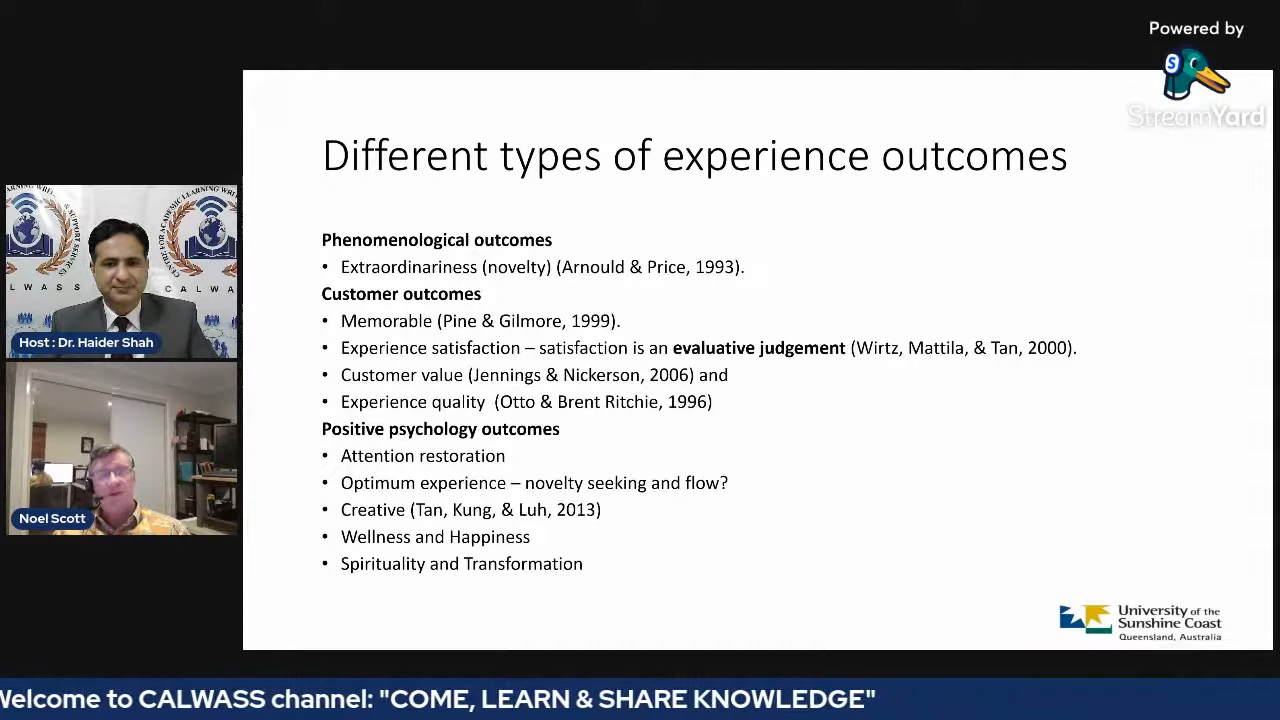 Powered by
StreamYard
Different types of experience outcomes
Phenomenological outcomes
• Extraordinariness (novelty) (Arnould & Price, 1993).
Customer outcomes
• Memorable (Pine & Gilmore, 1999).
• Experience satisfaction – satisfaction is an evaluative judgement (Wirtz, Mattila, & Tan, 2000).
• Customer value (Jennings & Nickerson, 2006) and
• Experience quality (Otto & Brent Ritchie, 1996)
Positive psychology outcomes
• Attention restoration
• Optimum experience – novelty seeking and flow?
• Creative (Tan, Kung, & Luh, 2013)
• Wellness and Happiness
• Spirituality and Transformation
CALWASS
Host : Dr. Haider Shah
Noel Scott
University of the
Sunshine Coast
Queensland, Australia
Welcome to CALWASS channel: "COME, LEARN & SHARE KNOWLEDGE"